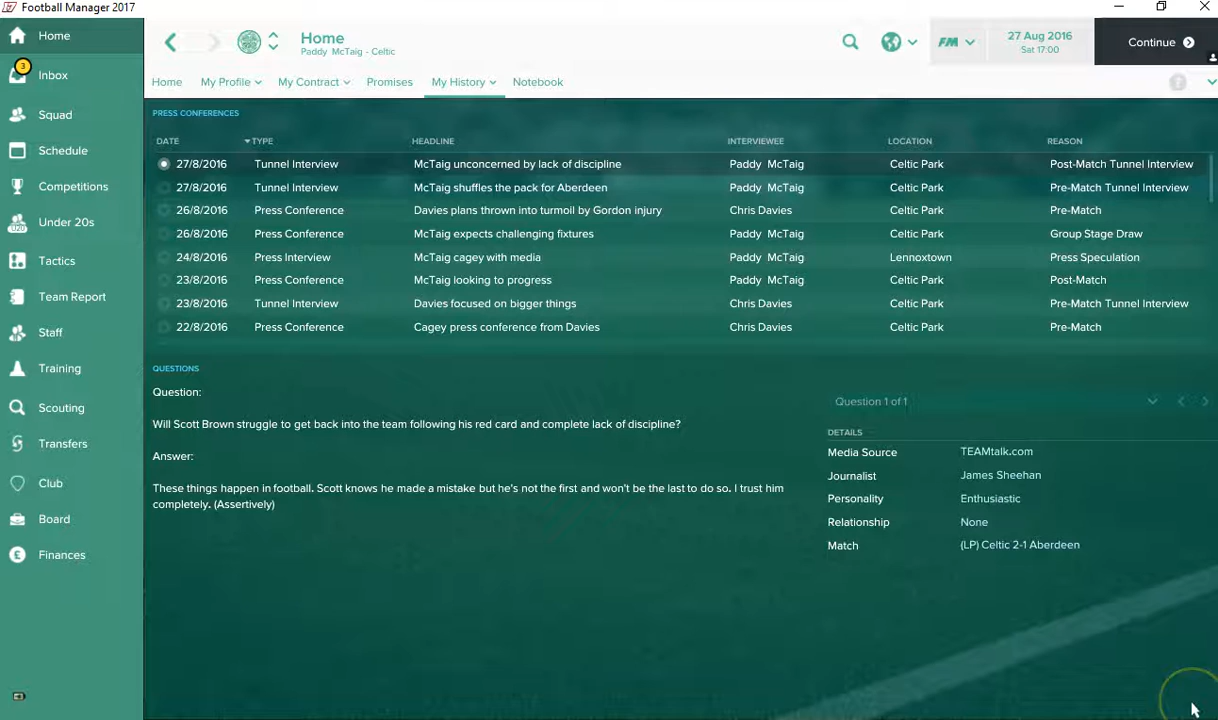 Football Manager 2017
Home
Home
Paddy McTaig - Celtic
FM
27 Aug 2016
Sat 17:00
Continue
3
Inbox
Home
My Profile
My Contract
Promises
My History
Notebook
?
Squad
Schedule
Competitions
Under 20s
Tactics
Team Report
Staff
Training
Scouting
Transfers
Club
Board
Finances
PRESS CONFERENCES
DATE TYPE HEADLINE INTERVIEWEE LOCATION REASON
27/8/2016 Tunnel Interview McTaig unconcerned by lack of discipline Paddy McTaig Celtic Park Post-Match Tunnel Interview
27/8/2016 Tunnel Interview McTaig shuffles the pack for Aberdeen Paddy McTaig Celtic Park Pre-Match Tunnel Interview
26/8/2016 Press Conference Davies plans thrown into turmoil by Gordon injury Chris Davies Celtic Park Pre-Match
26/8/2016 Press Conference McTaig expects challenging fixtures Paddy McTaig Celtic Park Group Stage Draw
24/8/2016 Press Interview McTaig cagey with media Paddy McTaig Lennoxtown Press Speculation
23/8/2016 Press Conference McTaig looking to progress Paddy McTaig Celtic Park Post-Match
23/8/2016 Tunnel Interview Davies focused on bigger things Chris Davies Celtic Park Pre-Match Tunnel Interview
22/8/2016 Press Conference Cagey press conference from Davies Chris Davies Celtic Park Pre-Match
QUESTIONS
Question:
Will Scott Brown struggle to get back into the team following his red card and complete lack of discipline?
Answer:
These things happen in football. Scott knows he made a mistake but he's not the first and won't be the last to do so. I trust him
completely. (Assertively)
Question 1 of 1
DETAILS
Media Source TEAMtalk.com
Journalist James Sheehan
Personality Enthusiastic
Relationship None
Match (LP) Celtic 2-1 Aberdeen